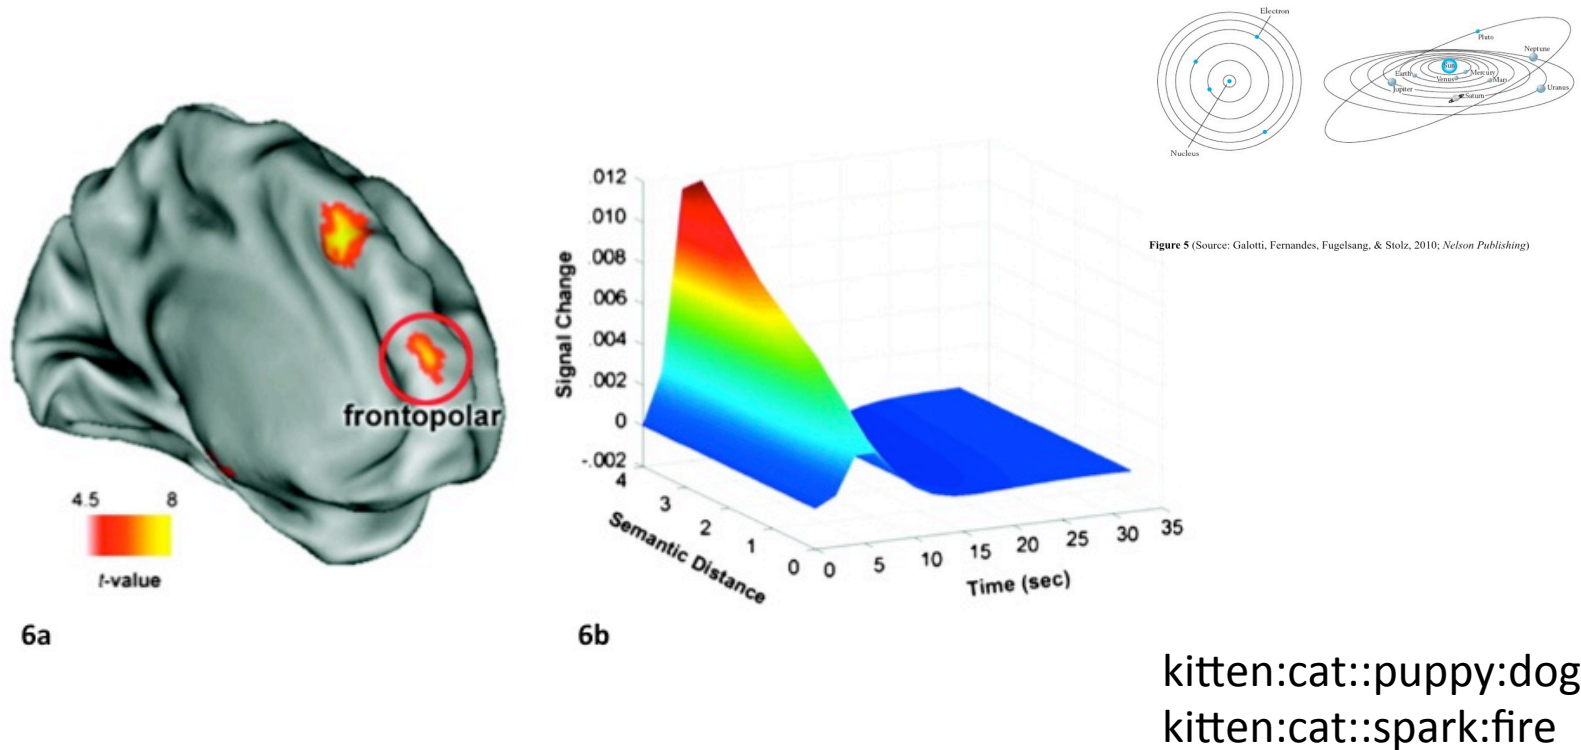 frontopolar
4.5 8
t-value
6a
.012
.010
.008
.006
.004
.002
0
-.002
Signal Change
4
3
2
1
0
Semantic Distance
0 5 10 15 20 25 30 35
Time (sec)
6b
Electron
Nucleus
Pluto
Neptune
Sun
Earth
Mercury
Venus
Mars
Jupiter
Uranus
Saturn
Figure 5 (Source: Galotti, Fernandes, Fugelsang, & Stolz, 2010; Nelson Publishing)
kitten:cat::puppy:dog
kitten:cat::spark:fire